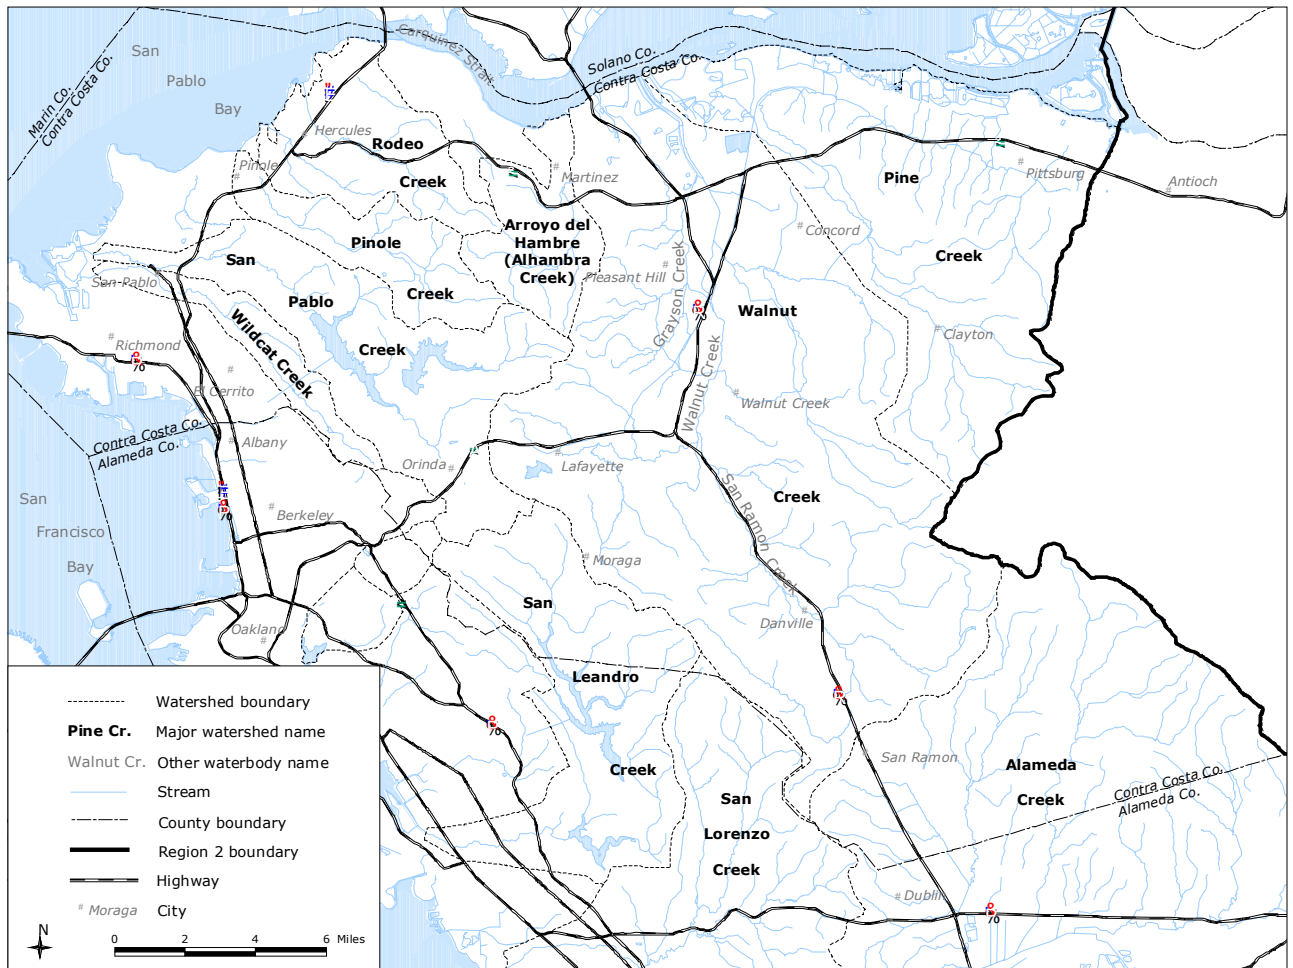 San
Pablo
Bay
Carquinez Strait
Solano Co.
Contra Costa Co.
Marin Co.
Contra Costa Co.
Hercules
Rodeo
Creek
Pinole
Martinez
Pine
Creek
Pittsburg
Antioch
Concord
Arroyo del
Hambre
(Alhambra
Creek)
Pinole
Creek
San
Pablo
Creek
San Pablo
Pleasant Hill
Grayson Creek
Walnut
Creek
Clayton
Wildcat Creek
Richmond
El Cerrito
Walnut Creek
Walnut Creek
Contra Costa Co.
Alameda Co.
Albany
Orinda
Lafayette
San
Francisco
Bay
Berkeley
San Ramon Creek
Moraga
San
Leandro
Creek
Oakland
Danville
San Ramon
Alameda
Creek
Contra Costa Co.
Alameda Co.
San
Lorenzo
Creek
Dublin
Watershed boundary
Pine Cr. Major watershed name
Walnut Cr. Other waterbody name
Stream
County boundary
Region 2 boundary
Highway
# Moraga City
N
0 2 4 6 Miles